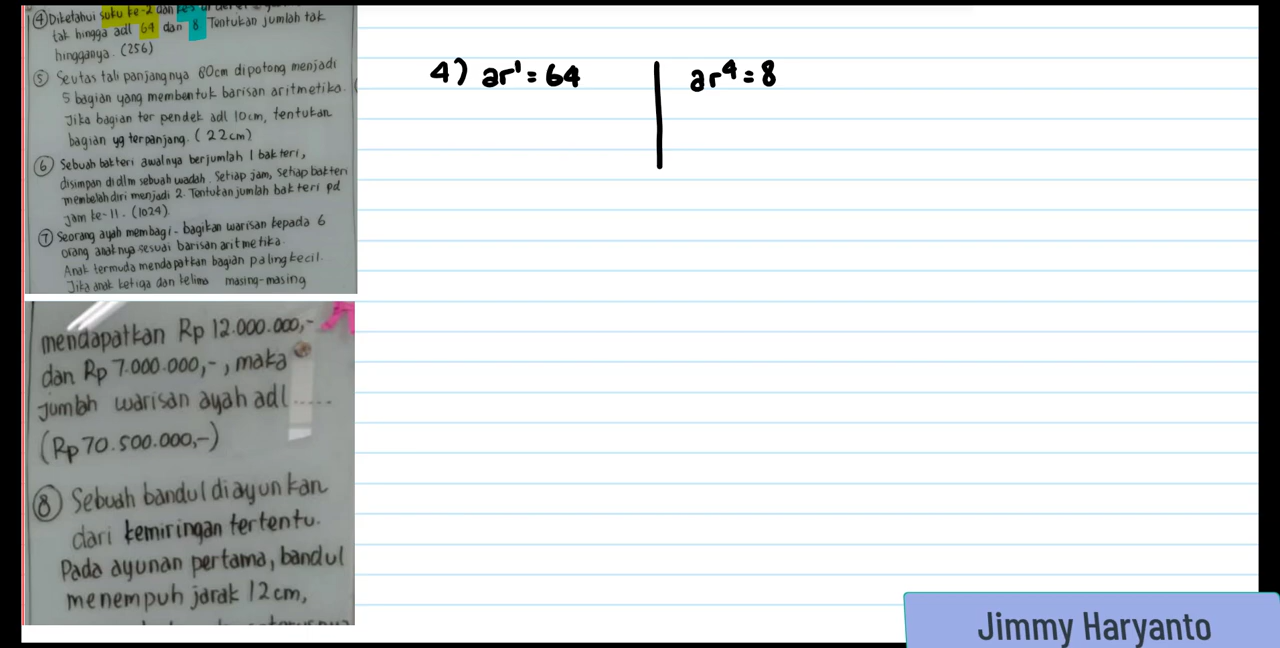 ④ Diketahui suku ke-2 dan
tak hingga adl 64 dan 8 Tentukan jumlah tak
hingganya. (256)
⑤ Seutas tali panjangnya 80cm dipotong menjadi
5 bagian yang membentuk barisan aritmetika.
Jika bagian ter pendek adl 10cm, tentukan
bagian yg terpanjang. (22cm)
⑥ Sebuah bakteri awalnya berjumlah 1 bakteri,
disimpan didlm sebuah wadah. Setiap jam, Setiap bakteri
membelah diri menjadi 2. Tentukan jumlah bakteri pd
jam ke-11. (1024).
⑦ Seorang ayah membagi-bagikan warisan kepada 6
orang anaknya sesuai barisan aritmetika.
Anak termuda mendapatkan bagian paling kecil.
Jika anak ketiga dan kelima masing-masing
mendapatkan Rp 12.000.000,-
dan Rp 7.000.000,-, maka
jumlah warisan ayah adl .....
(Rp 70.500.000,-)
⑧ Sebuah bandul diayunkan
dari kemiringan tertentu.
Pada ayunan pertama, bandul
menempuh jarak 12cm,
4) ar¹ = 64
ar⁴ = 8
Jimmy Haryanto